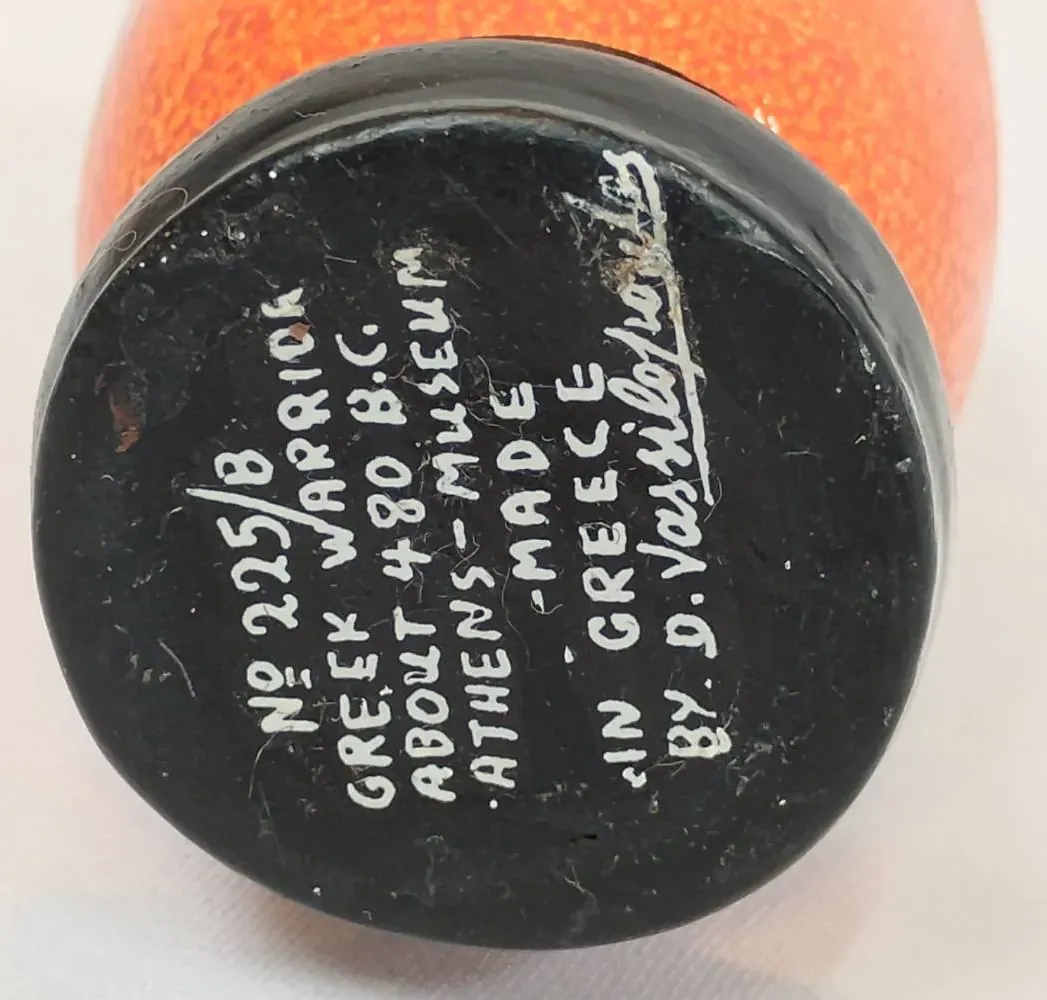 Nº 225/B
GREEK WARRIOR
ABOUT 480 B.C.
ATHENS-MUSEUM
-MADE
IN GREECE
BY. D. Vassilopoulos